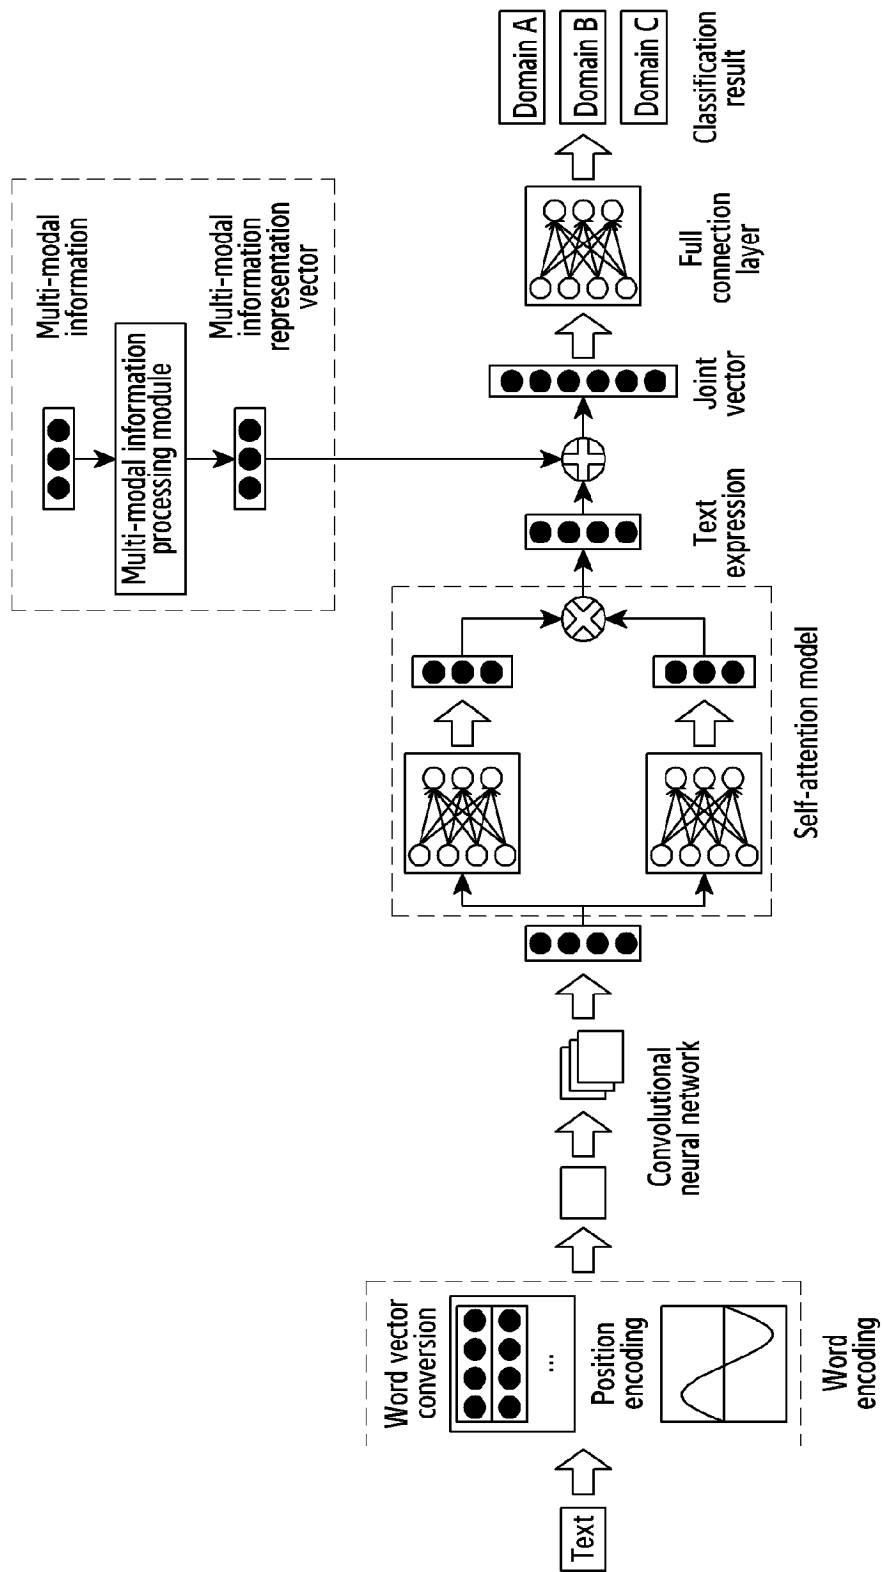 Text
Word vector
conversion
...
Position
encoding
Word
encoding
Convolutional
neural network
Self-attention model
Text
expression
Multi-modal
information
Multi-modal information
processing module
Multi-modal
information
representation
vector
Joint
vector
Full
connection
layer
Domain A
Domain B
Domain C
Classification
result